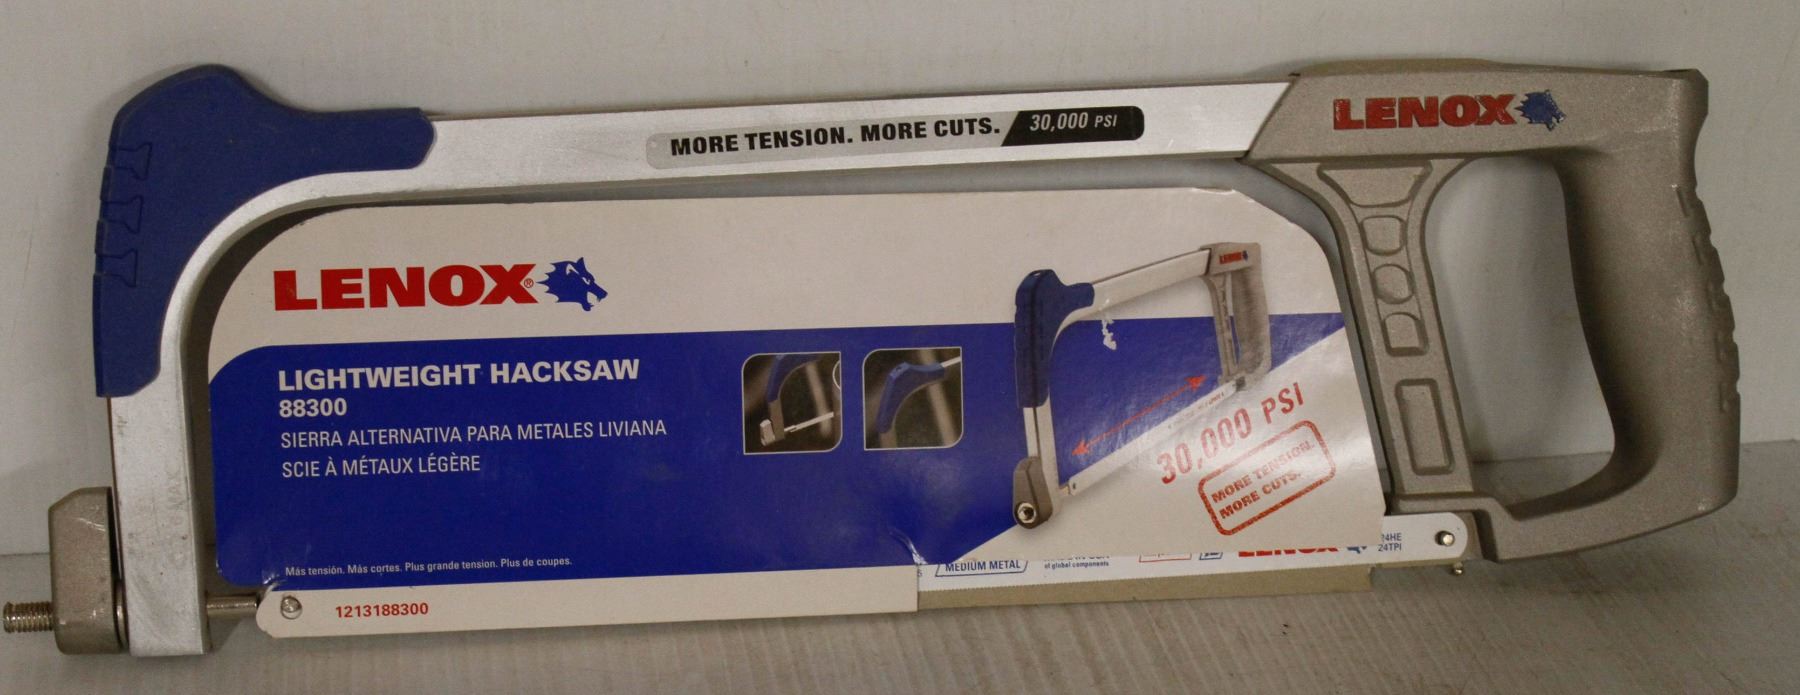 MORE TENSION. MORE CUTS. 30,000 PSI
LENOX
LENOX®
LENOX
LIGHTWEIGHT HACKSAW
88300
SIERRA ALTERNATIVA PARA METALES LIVIANA
SCIE À MÉTAUX LÉGÈRE
30,000 PSI
MORE TENSION.
MORE CUTS.
Más tensión. Más cortes. Plus grande tension. Plus de coupes.
MEDIUM METAL
of global components
LENOX
24HE
24TPI
1213188300